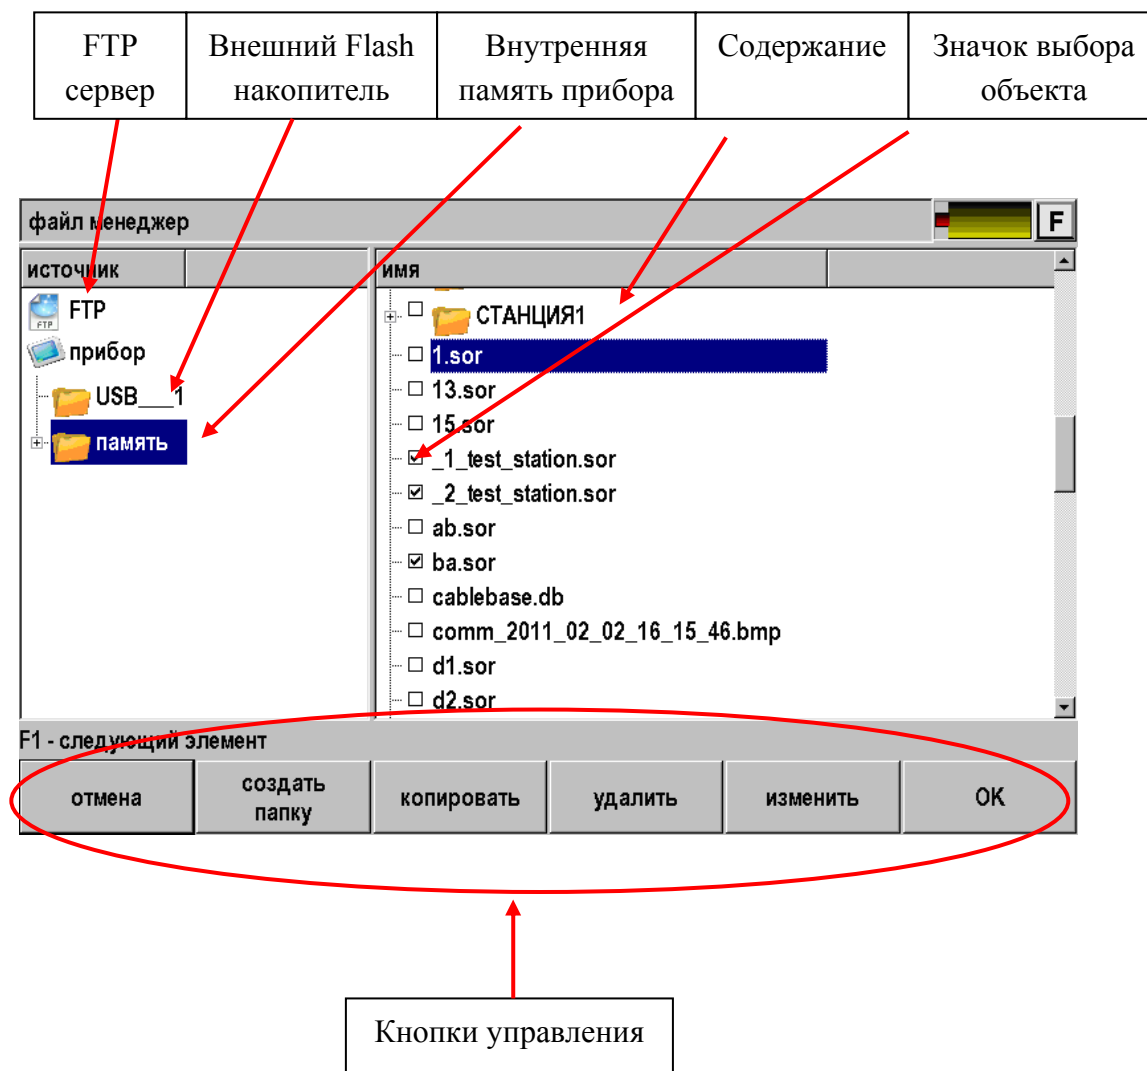 FTP
сервер
Внешний Flash
накопитель
Внутренняя
память прибора
Содержание
Значок выбора
объекта
файл менеджер
F
источник
имя
FTP
FTP
прибор
USB___1
память
СТАНЦИЯ1
1.sor
13.sor
15.sor
_1_test_station.sor
_2_test_station.sor
ab.sor
ba.sor
cablebase.db
comm_2011_02_02_16_15_46.bmp
d1.sor
d2.sor
F1 - следующий элемент
отмена
создать
папку
копировать
удалить
изменить
OK
Кнопки управления